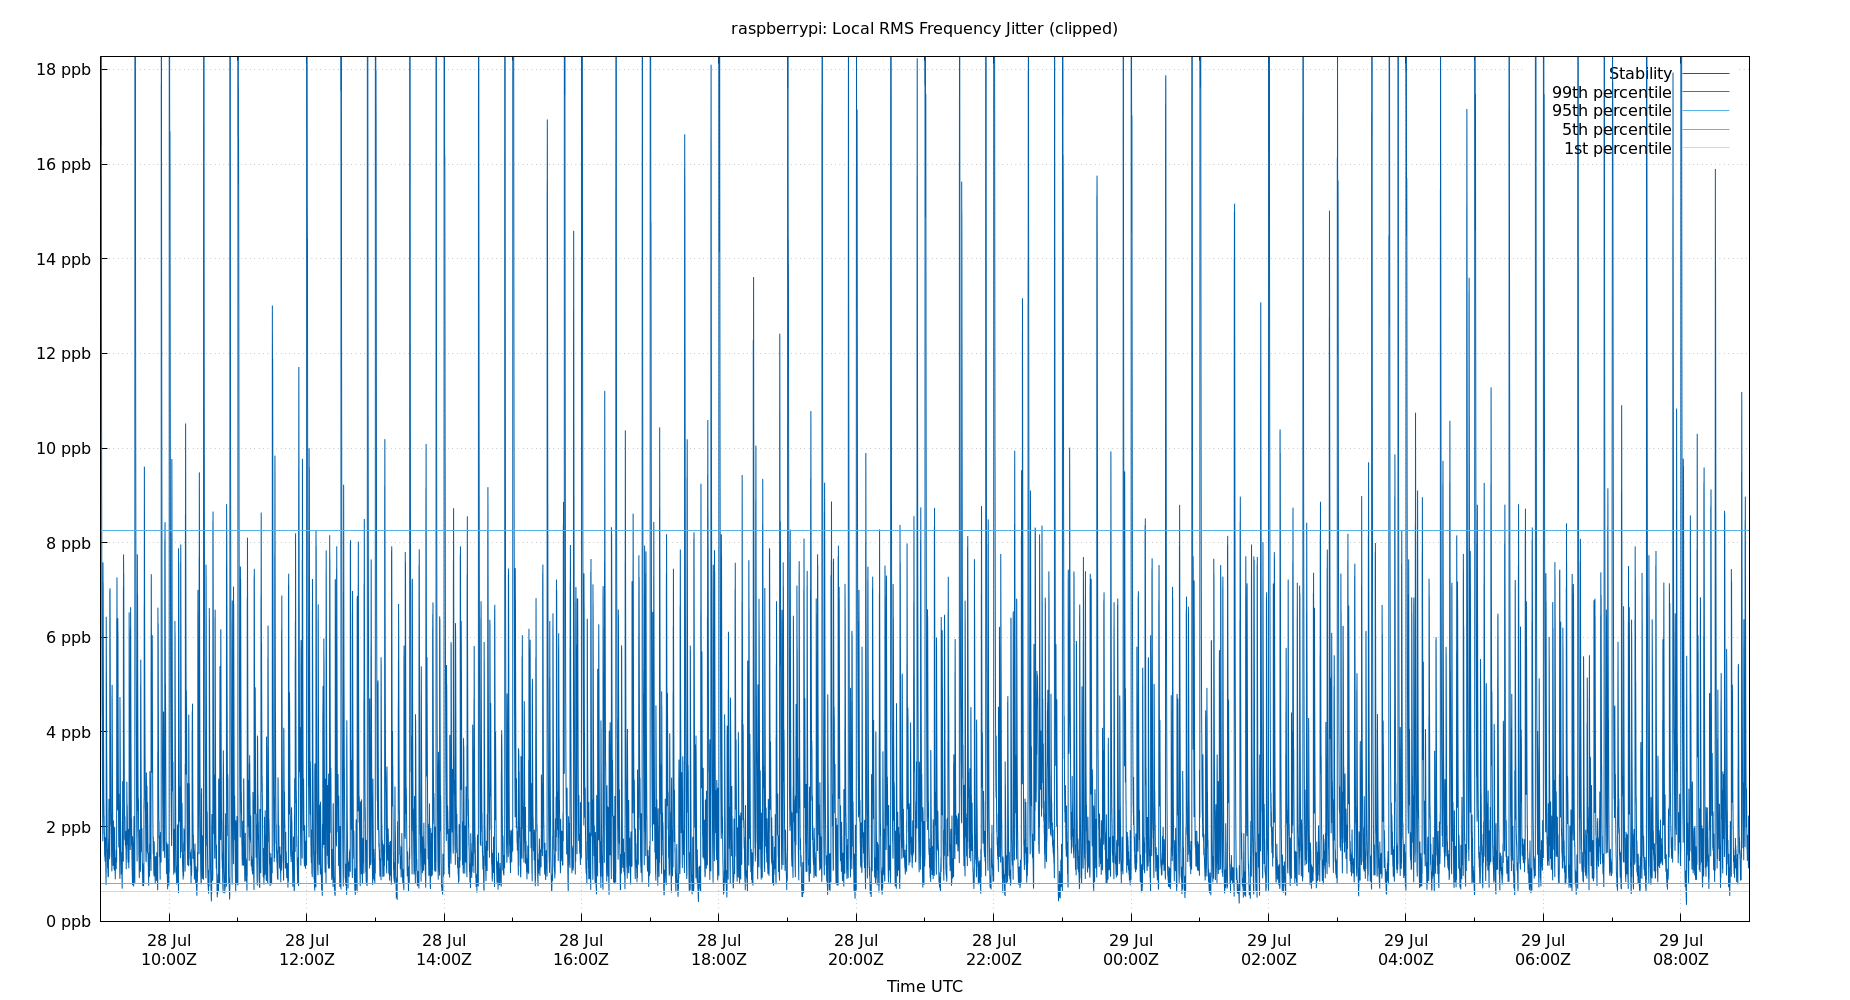 raspberrypi: Local RMS Frequency Jitter (clipped)
18 ppb
16 ppb
14 ppb
12 ppb
10 ppb
8 ppb
6 ppb
4 ppb
2 ppb
0 ppb
Stability
99th percentile
95th percentile
5th percentile
1st percentile
28 Jul 28 Jul 28 Jul 28 Jul 28 Jul 28 Jul 28 Jul 29 Jul 29 Jul 29 Jul 29 Jul 29 Jul
10:00Z 12:00Z 14:00Z 16:00Z 18:00Z 20:00Z 22:00Z 00:00Z 02:00Z 04:00Z 06:00Z 08:00Z
Time UTC